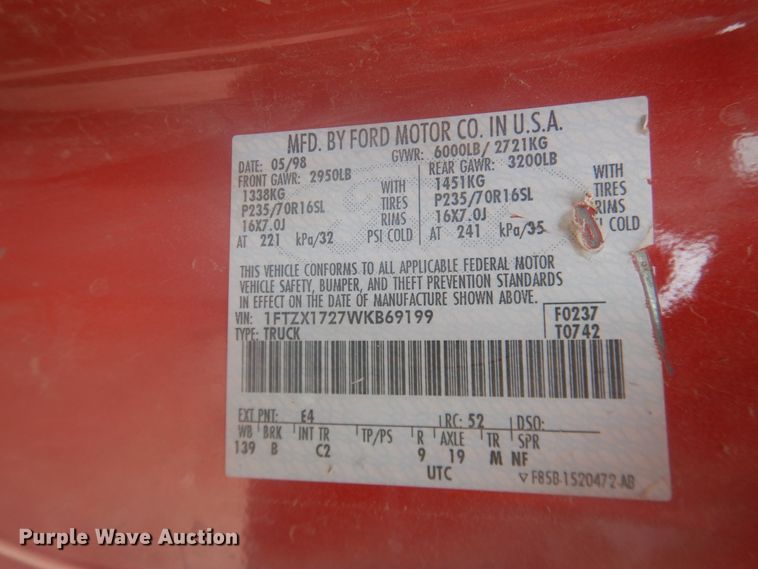 MFD. BY FORD MOTOR CO. IN U.S.A.
DATE: 05/98 GVWR: 6000LB/ 2721KG
FRONT GAWR: 2950LB REAR GAWR: 3200LB
1338KG WITH 1451KG WITH
P235/70R16SL TIRES P235/70R16SL TIRES
16X7.0J RIMS 16X7.0J RIMS
AT 221 kPa/32 PSI COLD AT 241 kPa/35 COLD
THIS VEHICLE CONFORMS TO ALL APPLICABLE FEDERAL MOTOR
VEHICLE SAFETY, BUMPER, AND THEFT PREVENTION STANDARDS
IN EFFECT ON THE DATE OF MANUFACTURE SHOWN ABOVE.
VIN: 1FTZX1727WKB69199 F0237
TYPE: TRUCK T0742
EXT PNT: E4 RC: 52 DSO:
WB BRK INT TR TP/PS R AXLE TR SPR
139 B C2 9 19 M NF
UTC F85B-1520472-AB
Purple Wave Auction